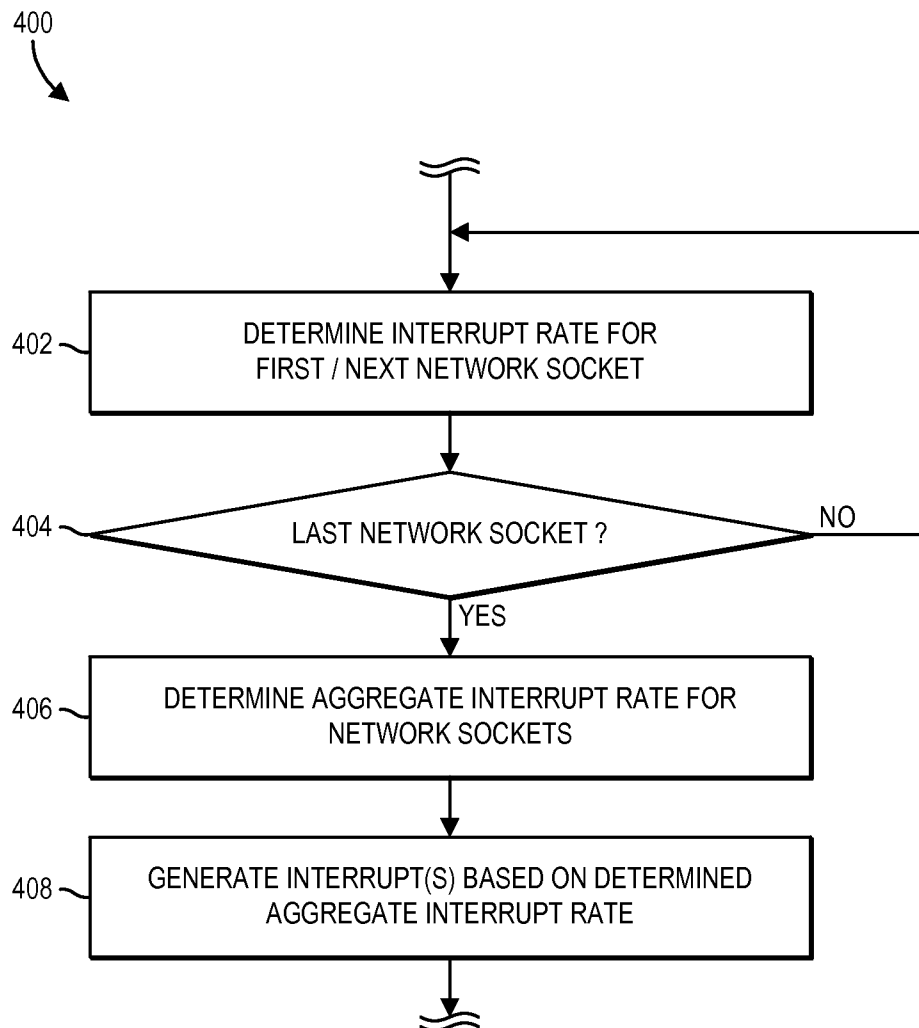 400
402
DETERMINE INTERRUPT RATE FOR
FIRST / NEXT NETWORK SOCKET
404
LAST NETWORK SOCKET ?
NO
YES
406
DETERMINE AGGREGATE INTERRUPT RATE FOR
NETWORK SOCKETS
408
GENERATE INTERRUPT(S) BASED ON DETERMINED
AGGREGATE INTERRUPT RATE